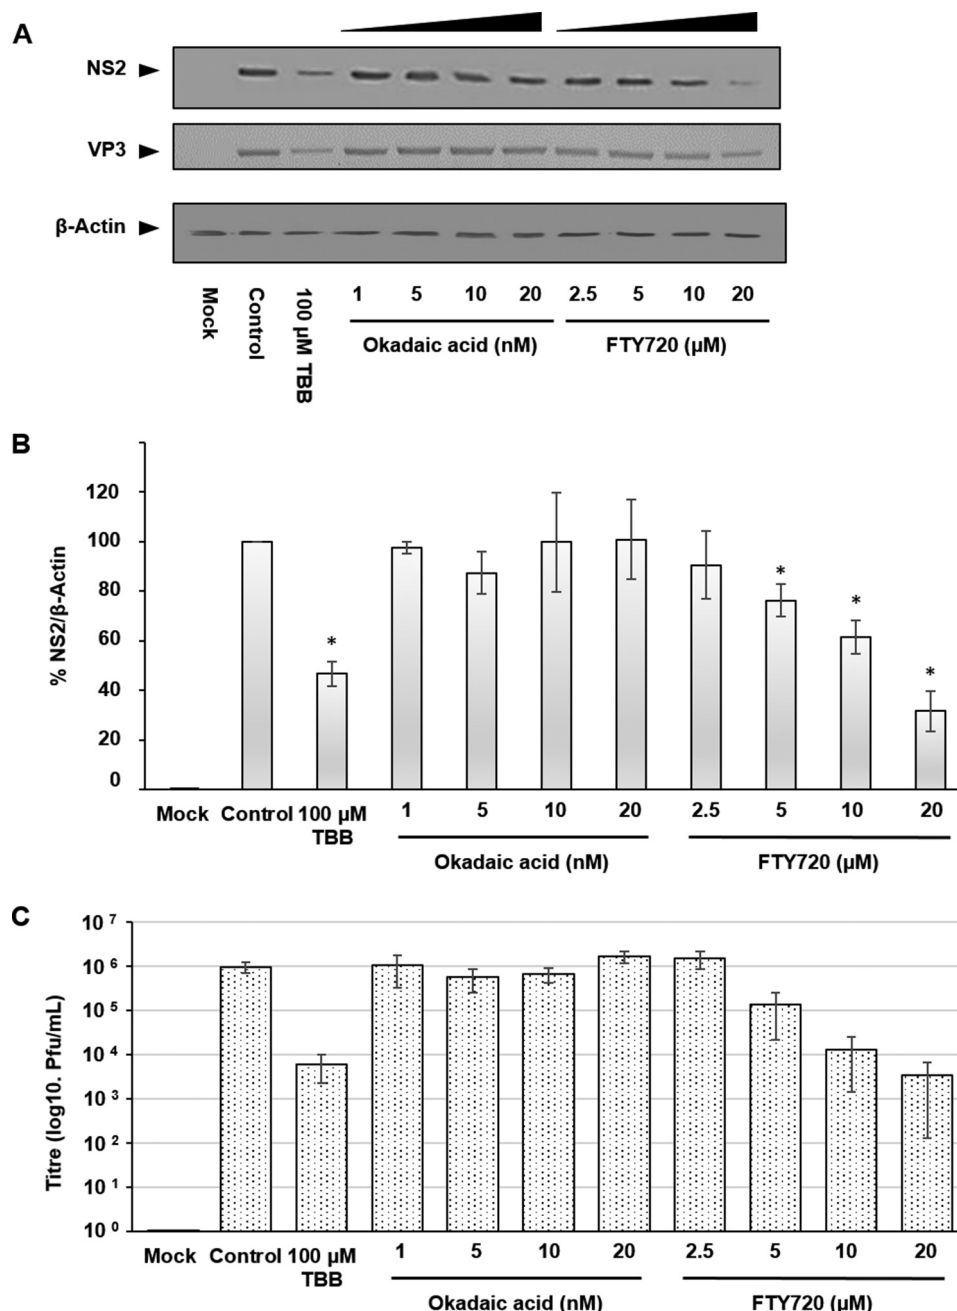 A
NS2
VP3
β-Actin
Mock
Control
100 µM TBB
1 5 10 20 2.5 5 10 20
Okadaic acid (nM) FTY720 (µM)
B
% NS2/β-Actin
120
100
80
60
40
20
0
*
*
*
*
Mock Control 100 µM TBB 1 5 10 20 2.5 5 10 20
Okadaic acid (nM) FTY720 (µM)
C
Titre (log10. Pfu/mL)
10 7
10 6
10 5
10 4
10 3
10 2
10 1
10 0
Mock Control 100 µM TBB 1 5 10 20 2.5 5 10 20
Okadaic acid (nM) FTY720 (µM)